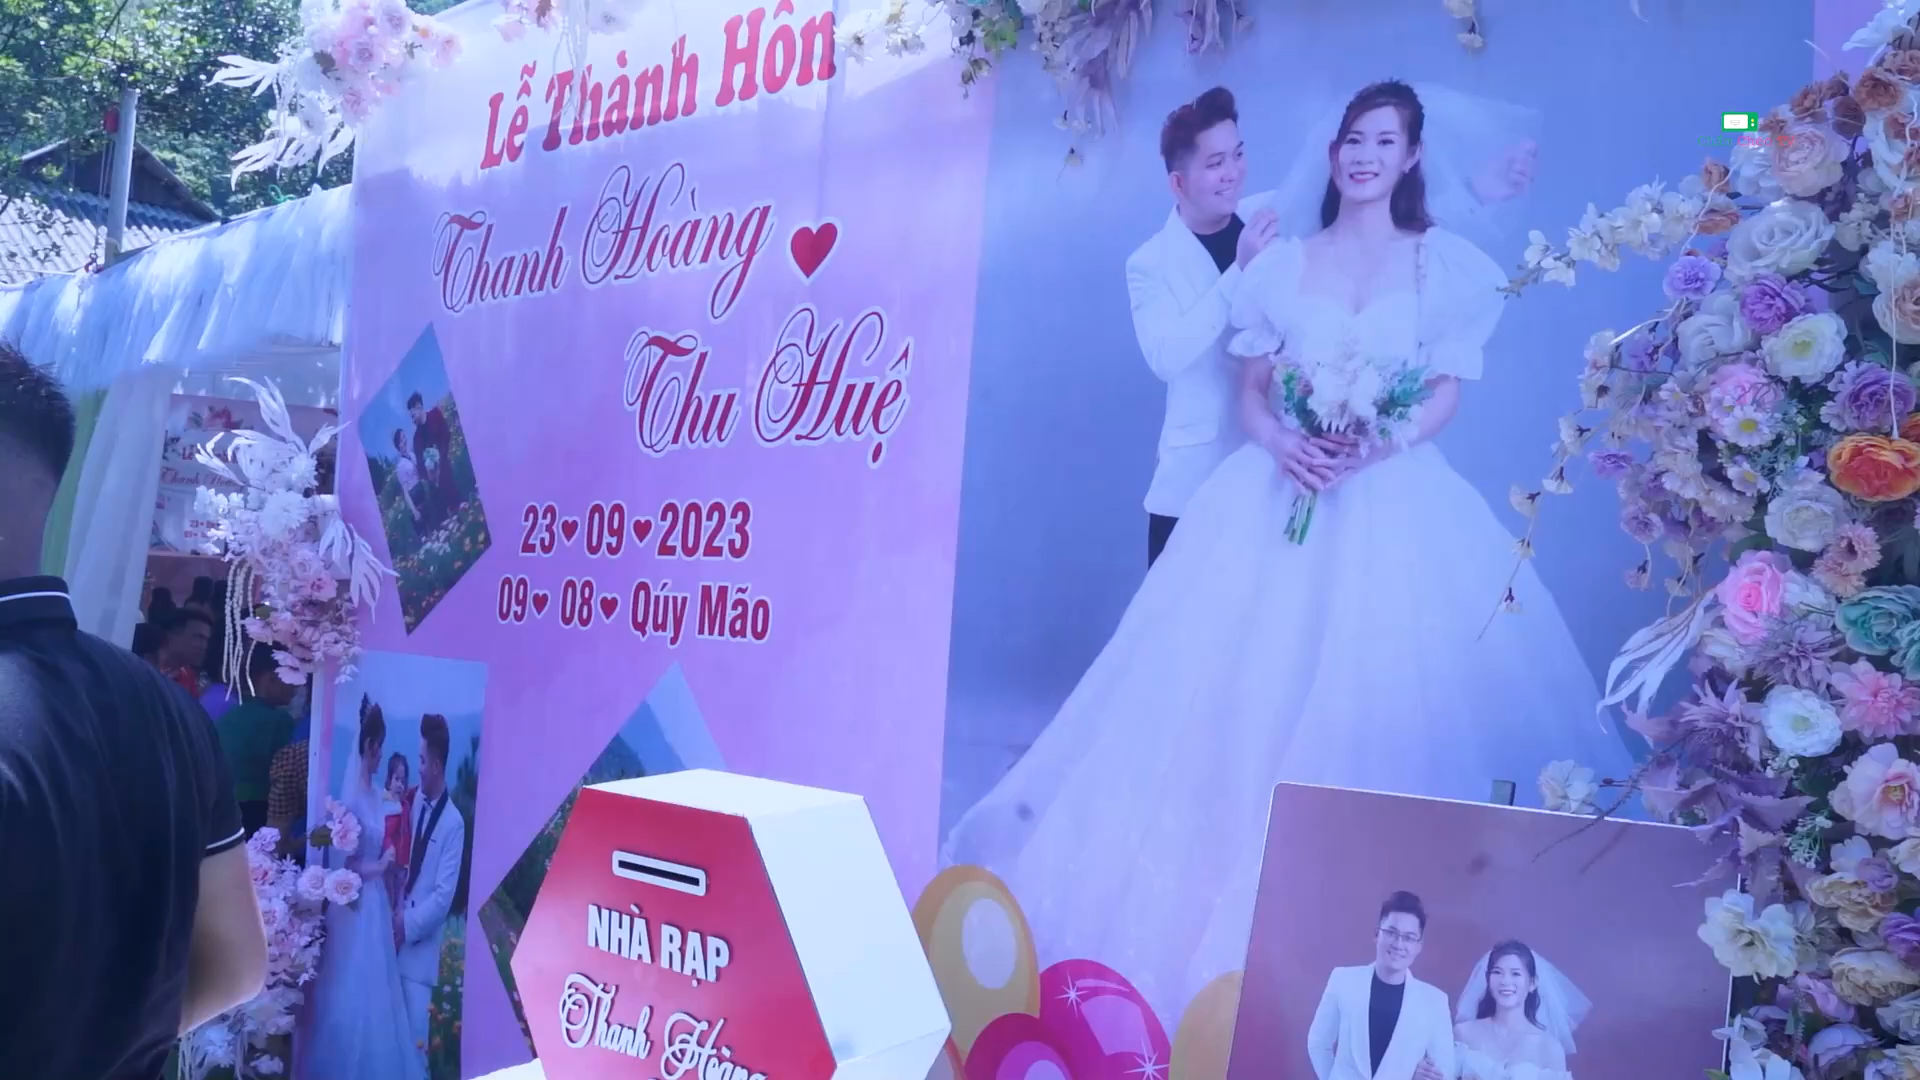 Lễ Thành Hôn
Thanh Hoàng
Thu Huệ
23 09 2023
09 08 Qúy Mão
NHÀ RẠP
Thanh Hoàng